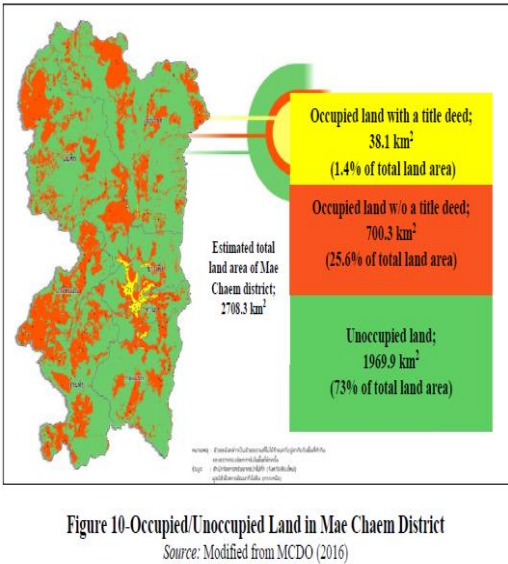 Occupied land with a title deed;
38.1 km²
(1.4% of total land area)
Occupied land w/o a title deed;
700.3 km²
(25.6% of total land area)
Estimated total
land area of Mae
Chaem district;
2708.3 km²
Unoccupied land;
1969.9 km²
(73% of total land area)
Figure 10-Occupied/Unoccupied Land in Mae Chaem District
Source: Modified from MCDO (2016)